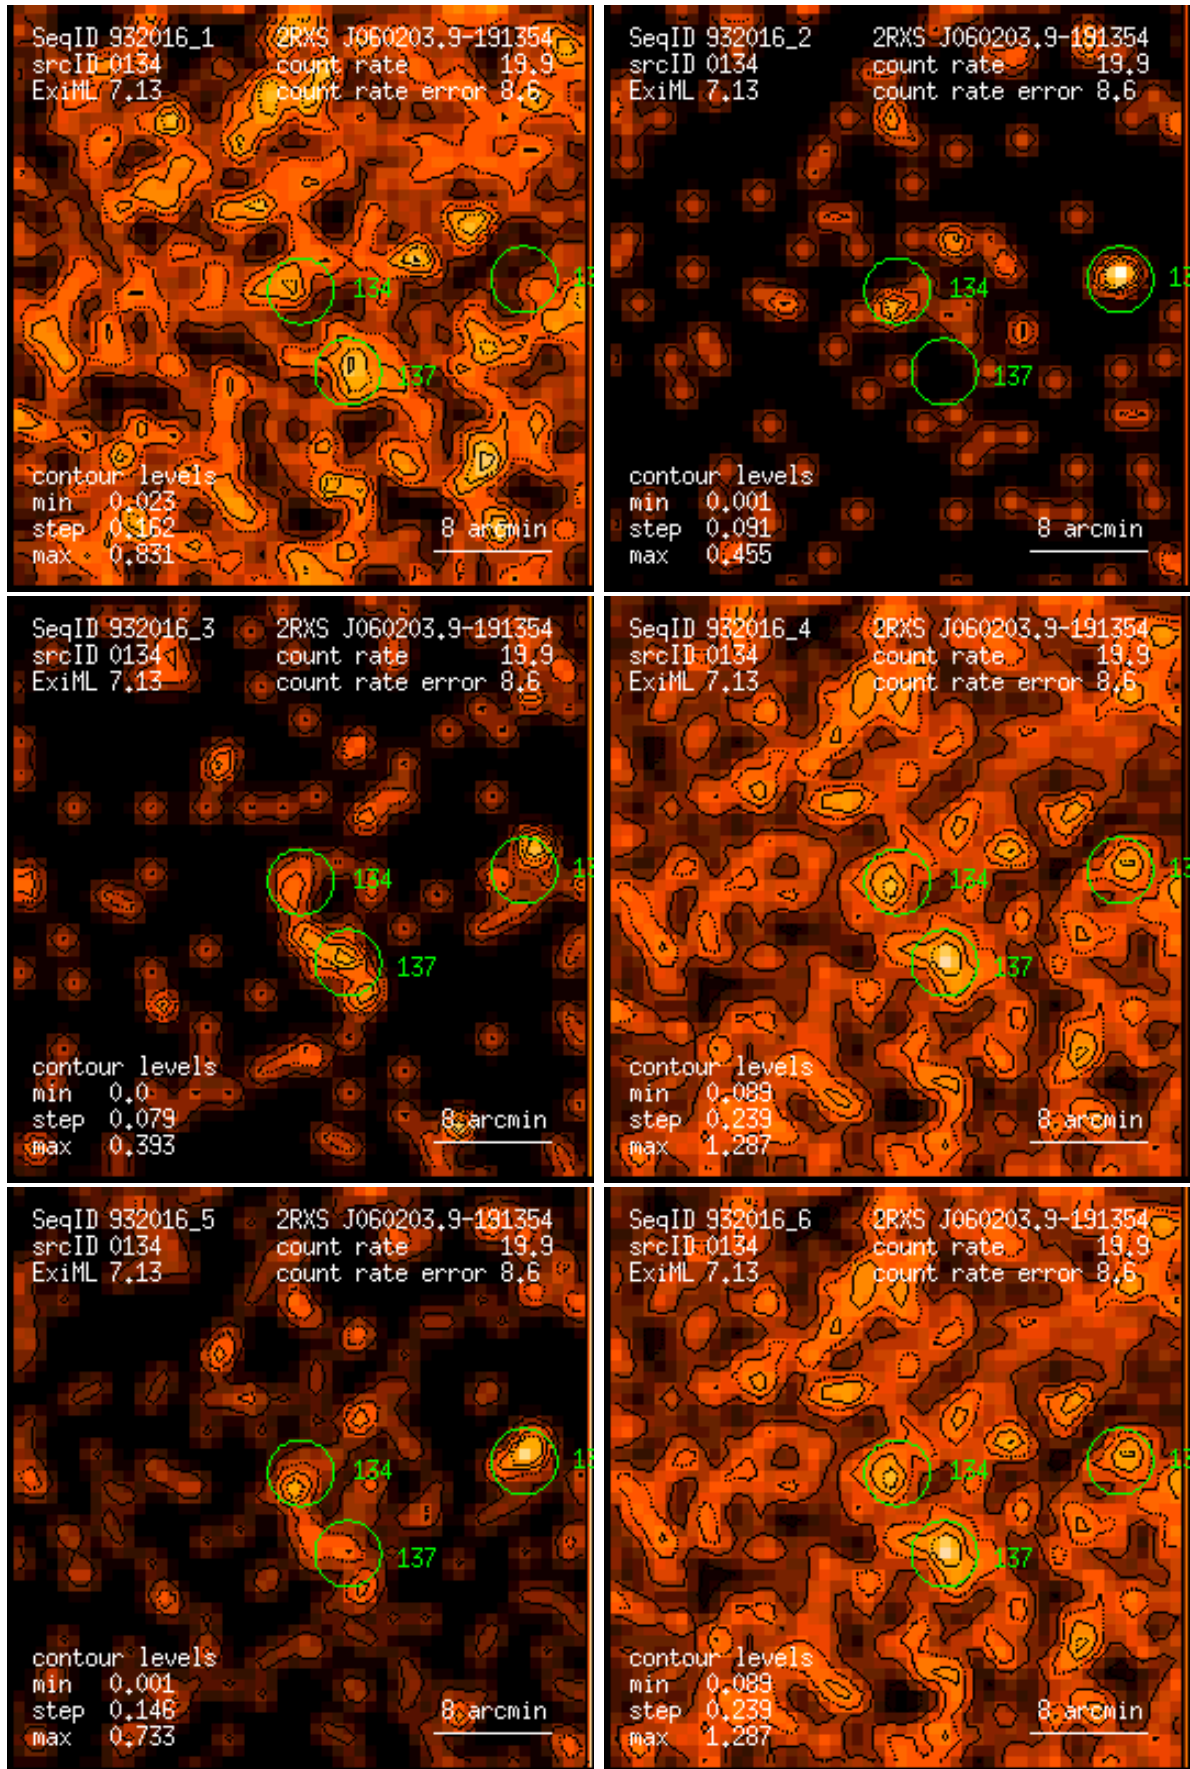 SeqID 932016_1 2RXS J060203.9-191354
srcID 0134 count rate 19.9
ExiML 7.13 count rate error 8.6
134
13
137
contour levels
min 0.023
step 0.162
max 0.831
8 arcmin
SeqID 932016_2 2RXS J060203.9-191354
srcID 0134 count rate 19.9
ExiML 7.13 count rate error 8.6
134
13
137
contour levels
min 0.001
step 0.091
max 0.455
8 arcmin
SeqID 932016_3 2RXS J060203.9-191354
srcID 0134 count rate 19.9
ExiML 7.13 count rate error 8.6
134
13
137
contour levels
min 0.0
step 0.079
max 0.393
8 arcmin
SeqID 932016_4 2RXS J060203.9-191354
srcID 0134 count rate 19.9
ExiML 7.13 count rate error 8.6
134
13
137
contour levels
min 0.089
step 0.239
max 1.287
8 arcmin
SeqID 932016_5 2RXS J060203.9-191354
srcID 0134 count rate 19.9
ExiML 7.13 count rate error 8.6
134
13
137
contour levels
min 0.001
step 0.146
max 0.733
8 arcmin
SeqID 932016_6 2RXS J060203.9-191354
srcID 0134 count rate 19.9
ExiML 7.13 count rate error 8.6
134
13
137
contour levels
min 0.089
step 0.239
max 1.287
8 arcmin